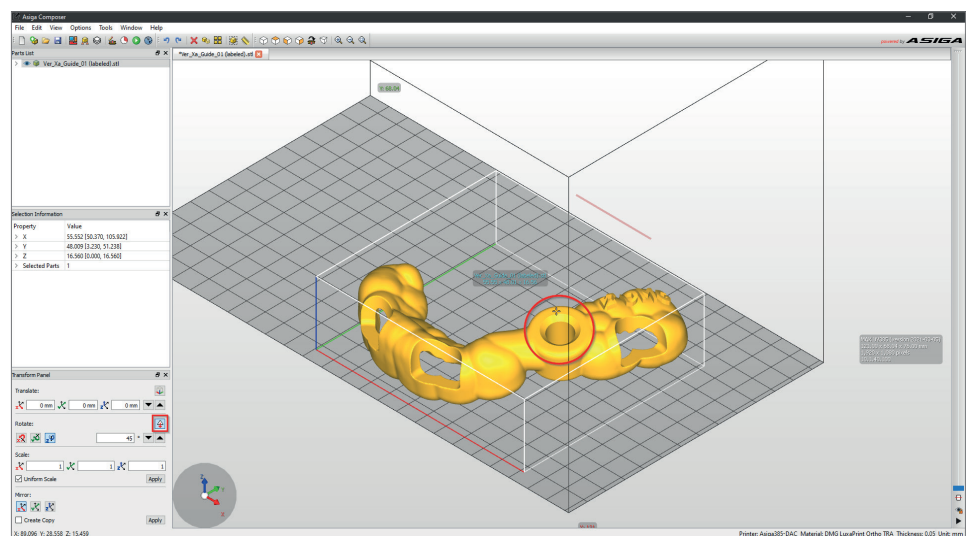 Asiga Composer
File Edit View Options Tools Window Help
powered by ASIGA
Parts List
*Ver_Xa_Guide_01 (labeled).stl
Ver_Xa_Guide_01 (labeled).stl
Y: 68.04
Selection Information
Property Value
X 55.552 [50.370, 105.922]
Y 48.009 [3.230, 51.238]
Z 16.560 [0.000, 16.560]
Selected Parts 1
Transform Panel
Translate:
0 mm 0 mm 0 mm
Rotate:
45 °
Scale:
1 1 1
Uniform Scale Apply
Mirror:
Create Copy Apply
Z
X
X: 89.096 Y: 28.558 Z: 15.459
Printer: Asiga385-DAC Material: DMG LuxaPrint Ortho TRA Thickness: 0.05 Unit: mm